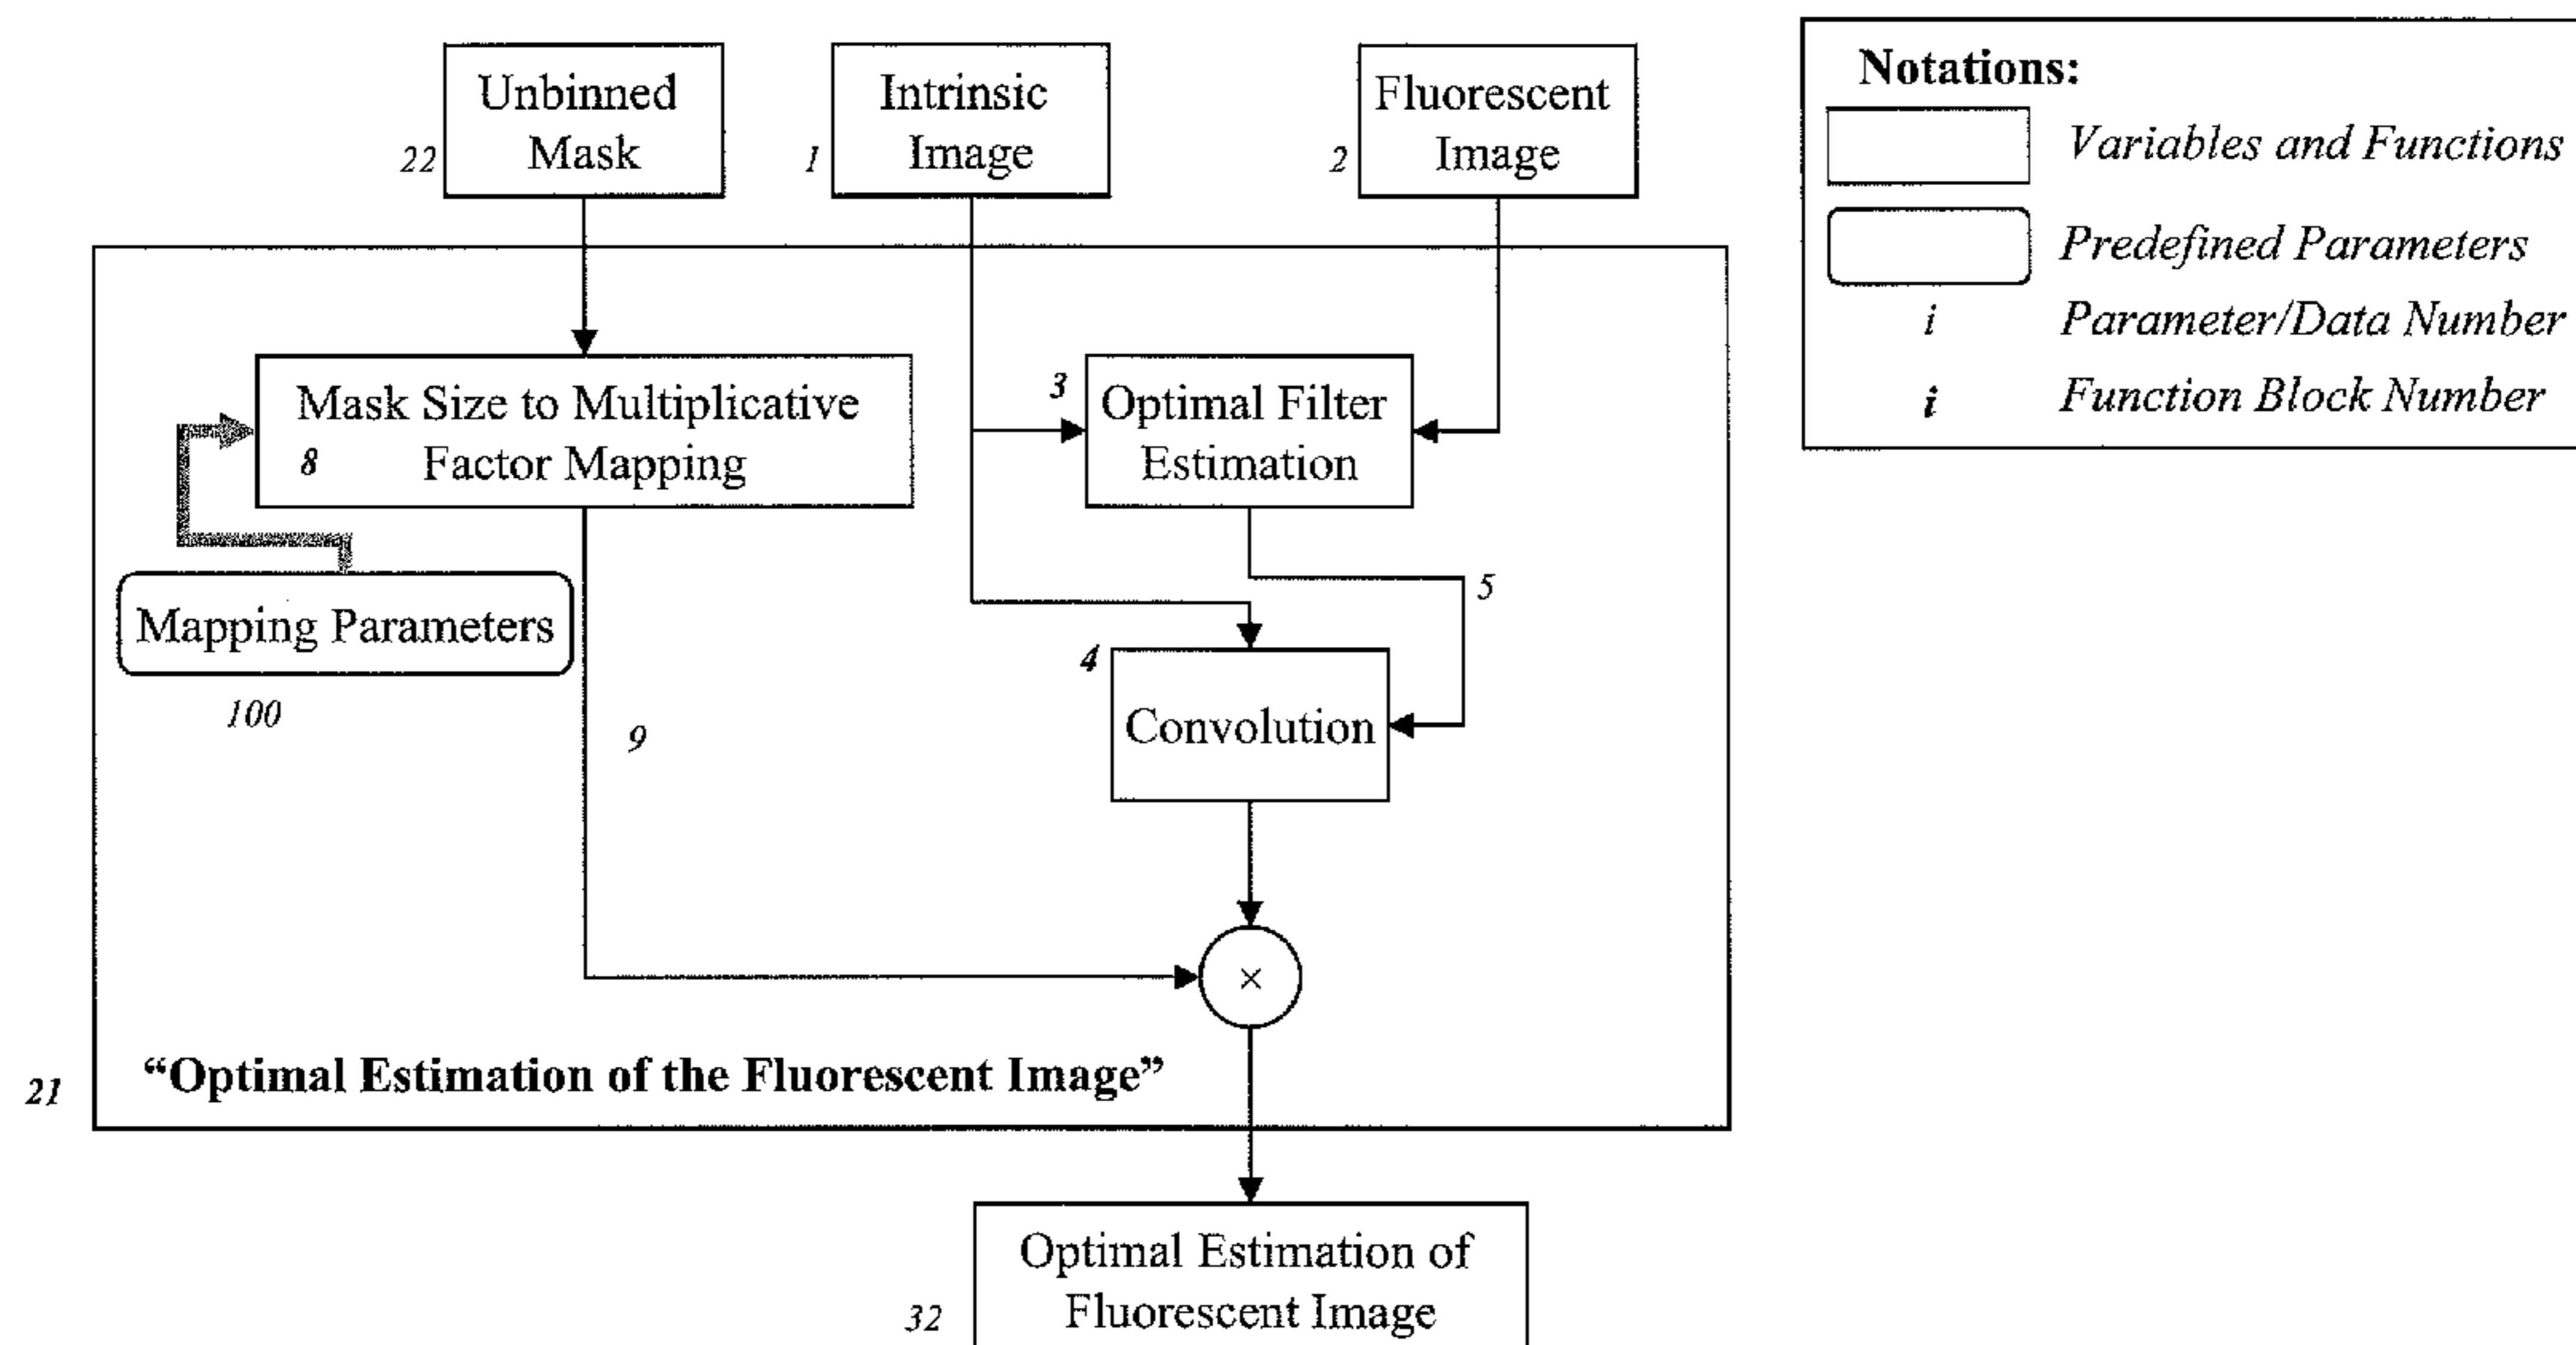 Unbinned
Mask
22
Intrinsic
Image
1
Fluorescent
Image
2
Notations:
Variables and Functions
Predefined Parameters
i Parameter/Data Number
i Function Block Number
Mask Size to Multiplicative
Factor Mapping
8
3
Optimal Filter
Estimation
Mapping Parameters
100
9
5
4
Convolution
×
“Optimal Estimation of the Fluorescent Image”
21
Optimal Estimation of
Fluorescent Image
32